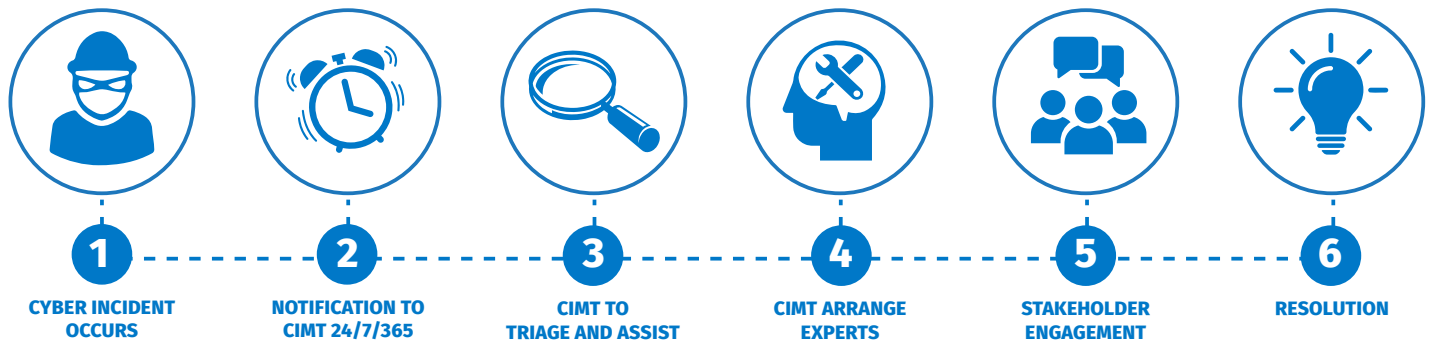 1
CYBER INCIDENT
OCCURS
2
NOTIFICATION TO
CIMT 24/7/365
3
CIMT TO
TRIAGE AND ASSIST
4
CIMT ARRANGE
EXPERTS
5
STAKEHOLDER
ENGAGEMENT
6
RESOLUTION